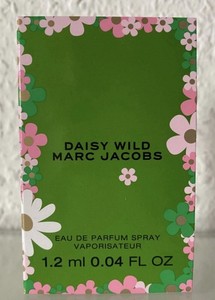 DAISY WILD
MARC JACOBS
EAU DE PARFUM SPRAY
VAPORISATEUR
1.2 ml 0.04 FL OZ